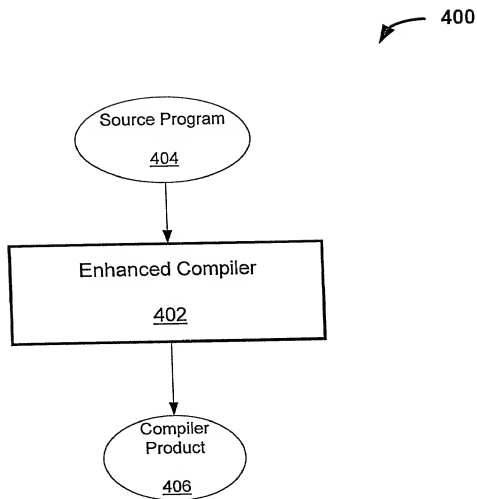 400
Source Program
404
Enhanced Compiler
402
Compiler
Product
406